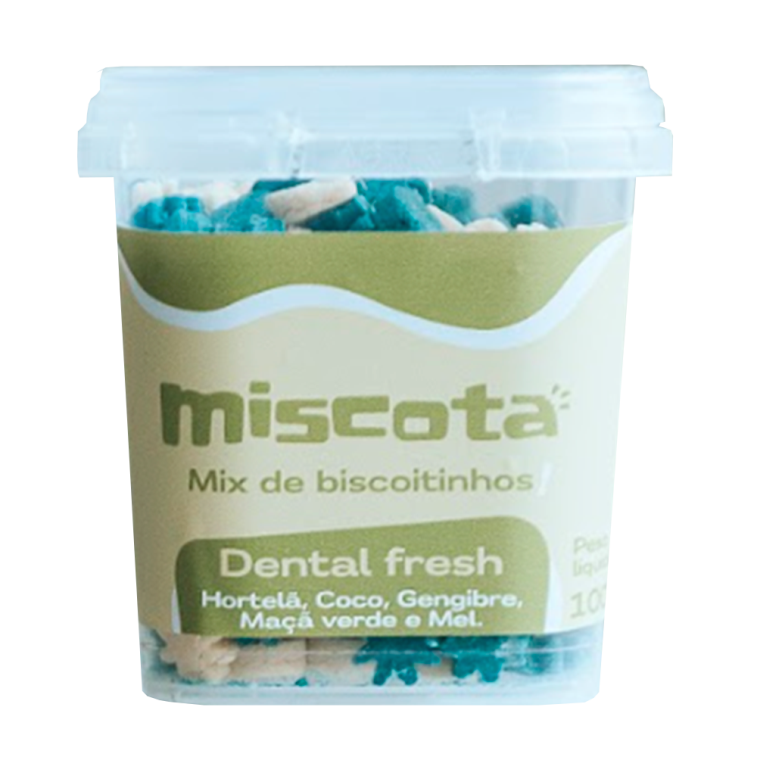 miscota
Mix de biscoitinhos
Dental fresh
Hortelã, Coco, Gengibre,
Maçã verde e Mel.